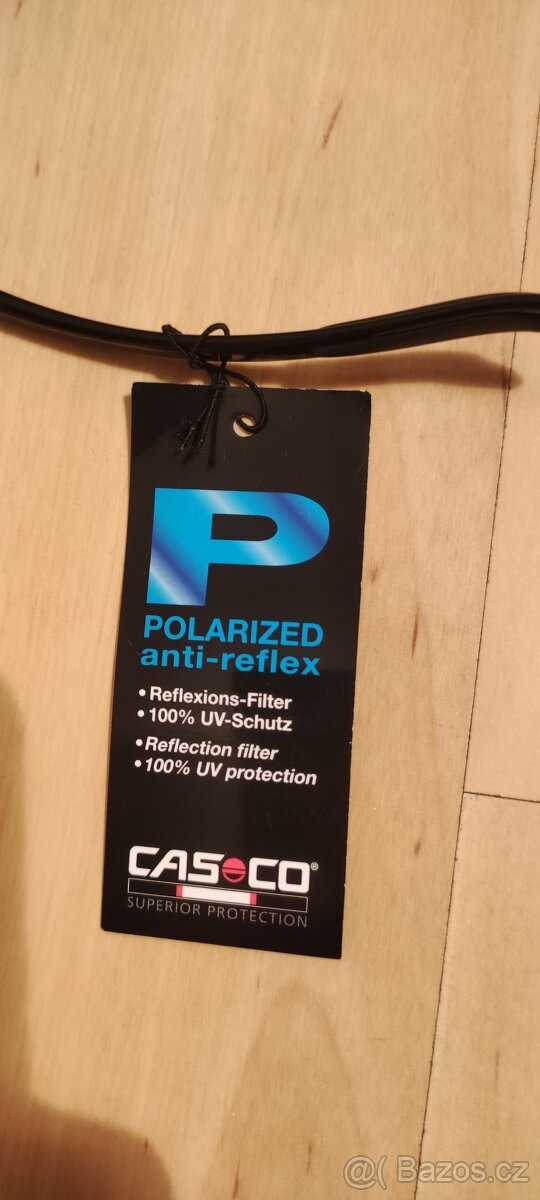 P
POLARIZED
anti-reflex
• Reflexions-Filter
• 100% UV-Schutz
• Reflection filter
• 100% UV protection
CASCO®
SUPERIOR PROTECTION
@( Bazos.cz